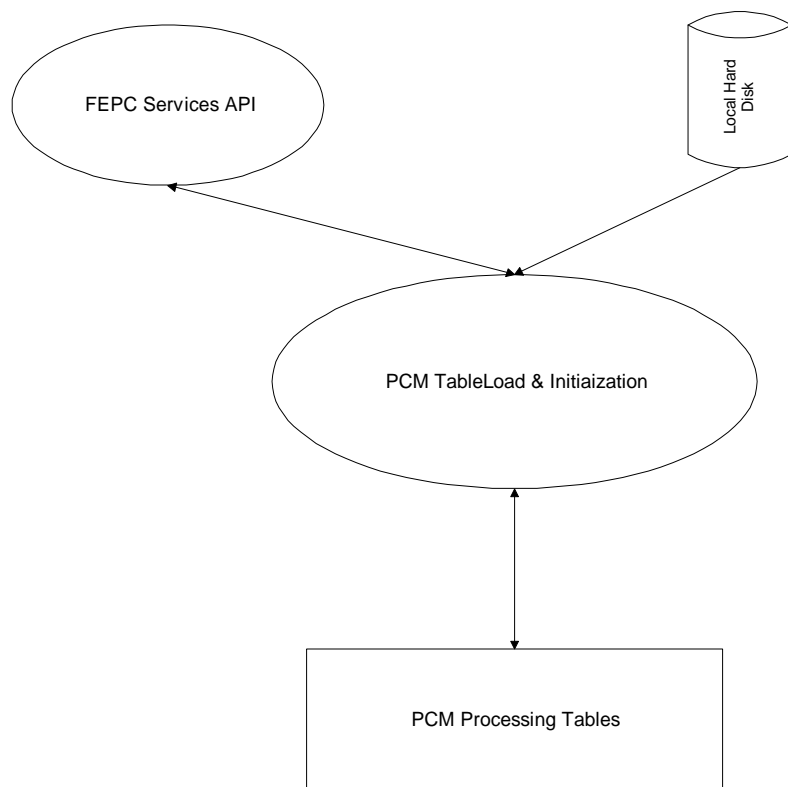 FEPC Services API
Local Hard
Disk
PCM TableLoad & Initiaization
PCM Processing Tables